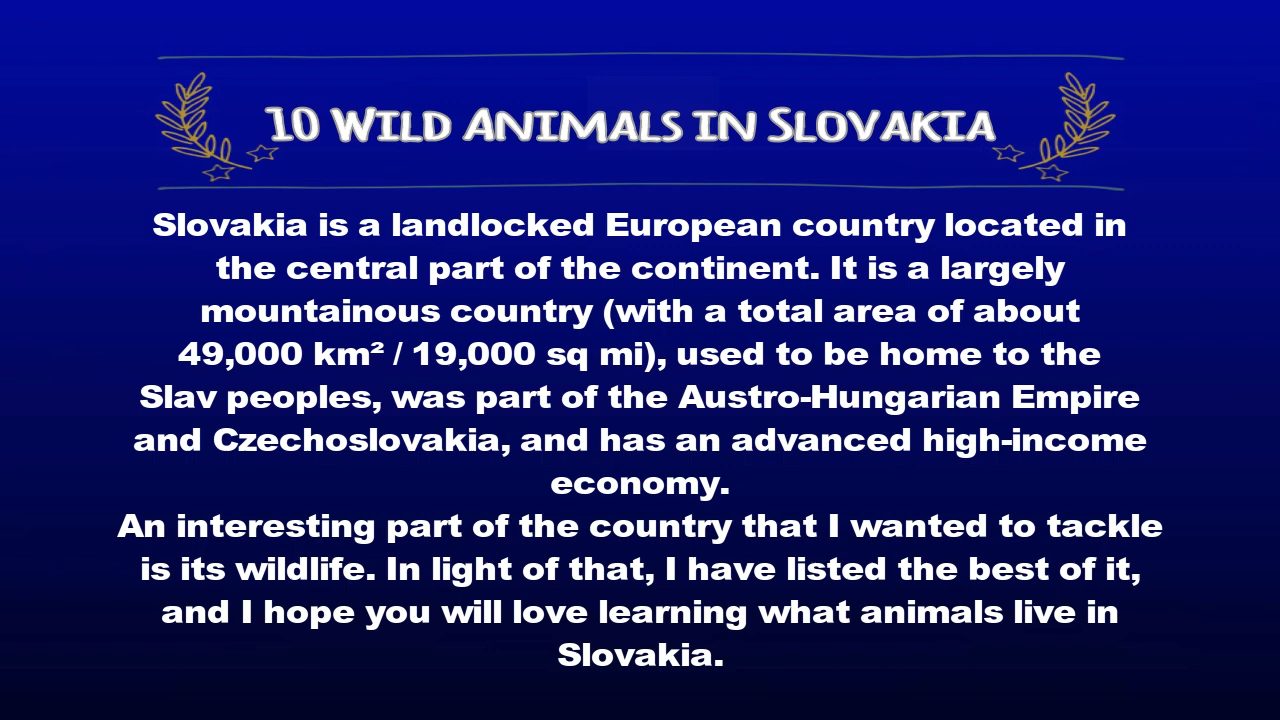 10 Wild Animals in Slovakia
Slovakia is a landlocked European country located in
the central part of the continent. It is a largely
mountainous country (with a total area of about
49,000 km² / 19,000 sq mi), used to be home to the
Slav peoples, was part of the Austro-Hungarian Empire
and Czechoslovakia, and has an advanced high-income
economy.
An interesting part of the country that I wanted to tackle
is its wildlife. In light of that, I have listed the best of it,
and I hope you will love learning what animals live in
Slovakia.